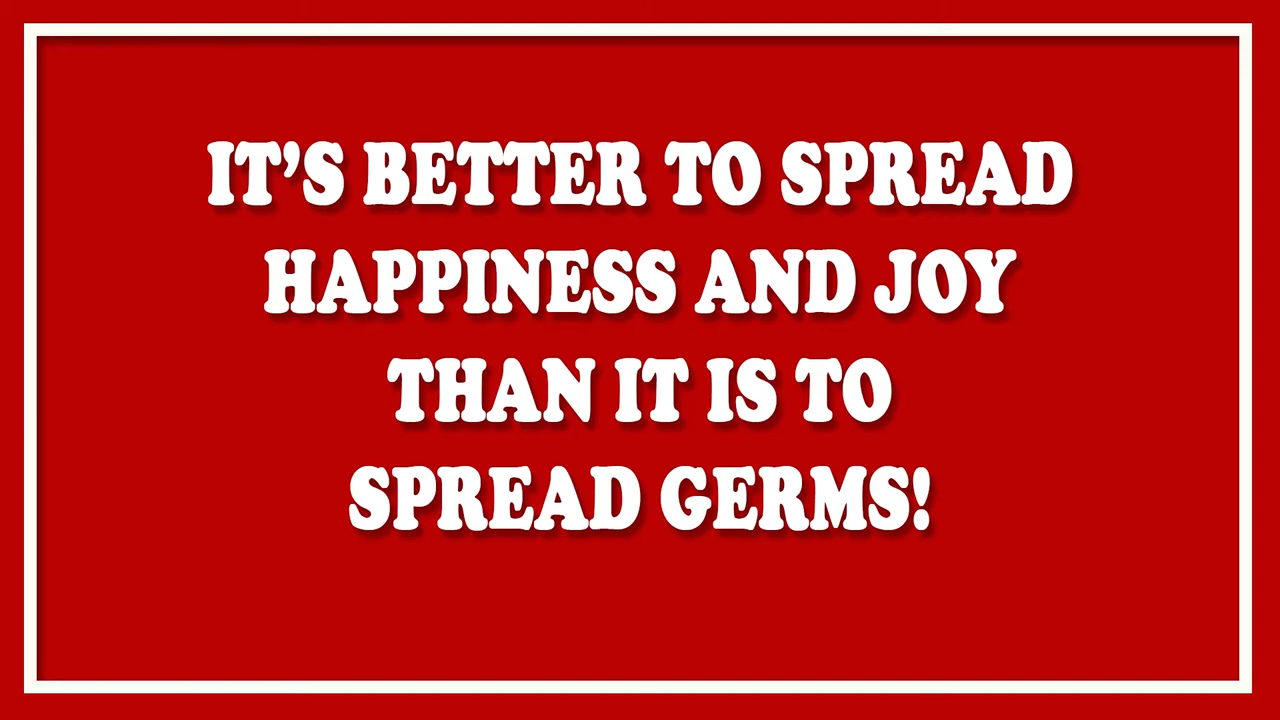 IT’S BETTER TO SPREAD
HAPPINESS AND JOY
THAN IT IS TO
SPREAD GERMS!